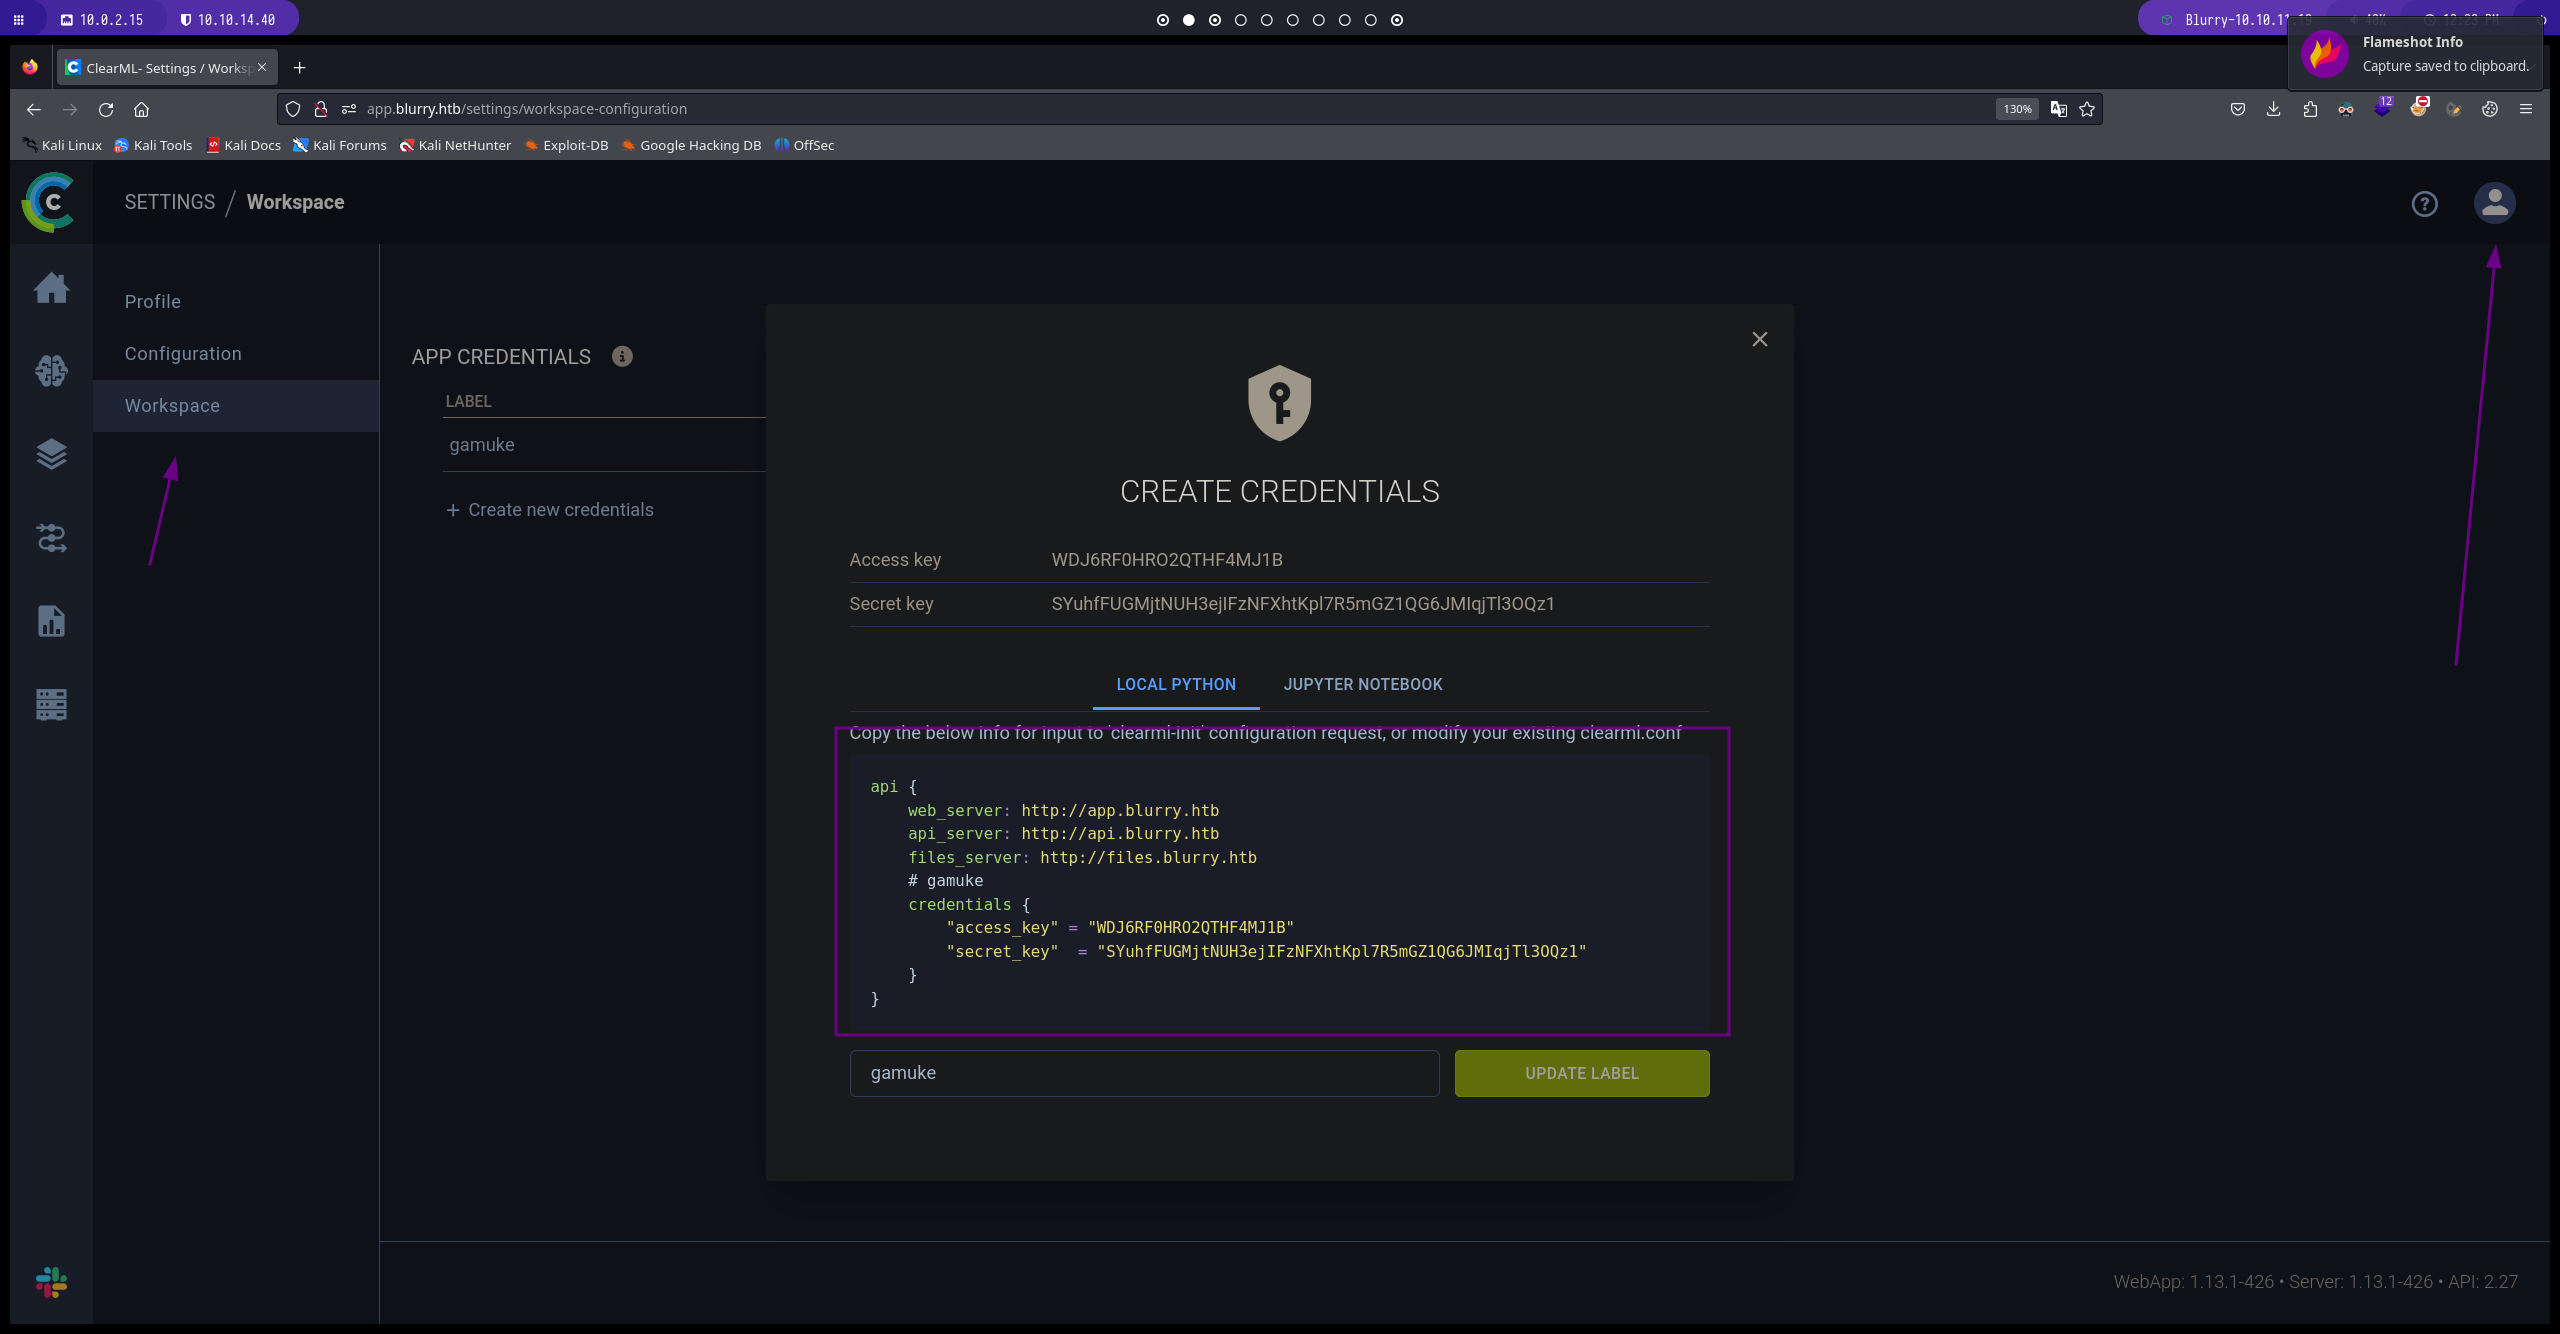 10.0.2.15
10.10.14.40
Flameshot Info
Capture saved to clipboard.
ClearML- Settings / Worksp
app.blurry.htb/settings/workspace-configuration
130%
12
Kali Linux
Kali Tools
Kali Docs
Kali Forums
Kali NetHunter
Exploit-DB
Google Hacking DB
OffSec
SETTINGS / Workspace
Profile
Configuration
Workspace
APP CREDENTIALS
LABEL
gamuke
+ Create new credentials
CREATE CREDENTIALS
Access key WDJ6RF0HRO2QTHF4MJ1B
Secret key SYuhfFUGMjtNUH3ejIFzNFXhtKpl7R5mGZ1QG6JMIqjTl3OQz1
LOCAL PYTHON
JUPYTER NOTEBOOK
Copy the below info for input to 'clearml-init' configuration request, or modify your existing clearml.conf
api {
web_server: http://app.blurry.htb
api_server: http://api.blurry.htb
files_server: http://files.blurry.htb
# gamuke
credentials {
"access_key" = "WDJ6RF0HRO2QTHF4MJ1B"
"secret_key" = "SYuhfFUGMjtNUH3ejIFzNFXhtKpl7R5mGZ1QG6JMIqjTl3OQz1"
}
}
gamuke
UPDATE LABEL
WebApp: 1.13.1-426 • Server: 1.13.1-426 • API: 2.27